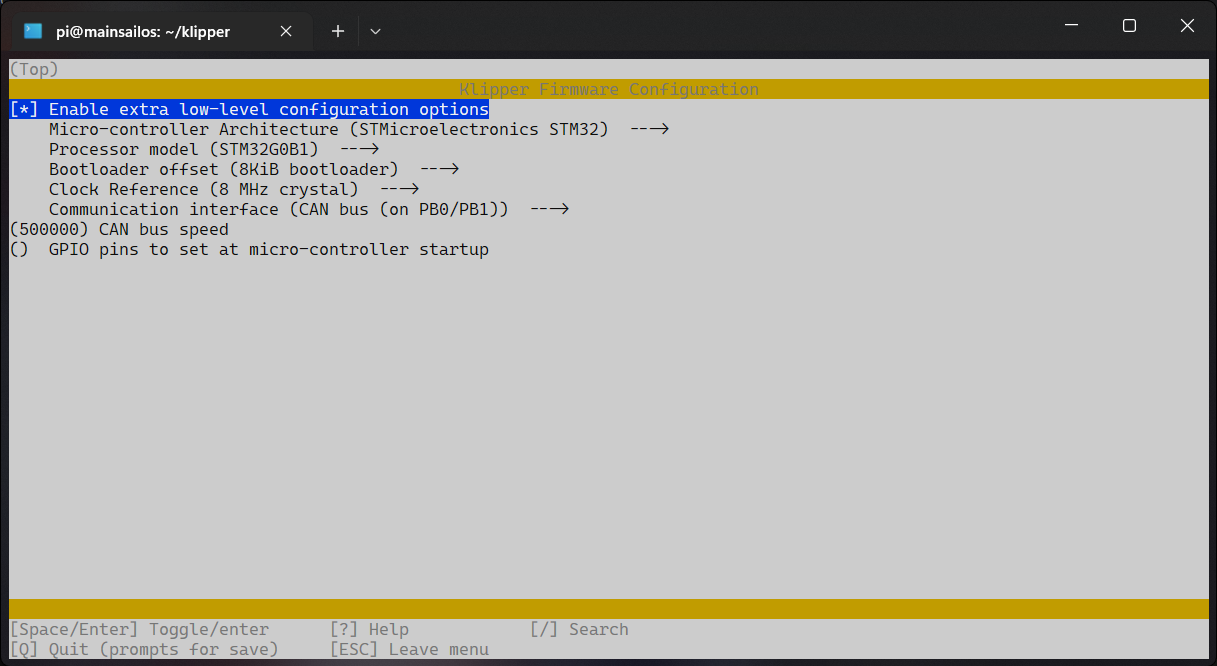 pi@mainsailos: ~/klipper
(Top)
Klipper Firmware Configuration
[*] Enable extra low-level configuration options
    Micro-controller Architecture (STMicroelectronics STM32)  --->
    Processor model (STM32G0B1)  --->
    Bootloader offset (8KiB bootloader)  --->
    Clock Reference (8 MHz crystal)  --->
    Communication interface (CAN bus (on PB0/PB1))  --->
(500000) CAN bus speed
()  GPIO pins to set at micro-controller startup
[Space/Enter] Toggle/enter      [?] Help            [/] Search
[Q] Quit (prompts for save)     [ESC] Leave menu